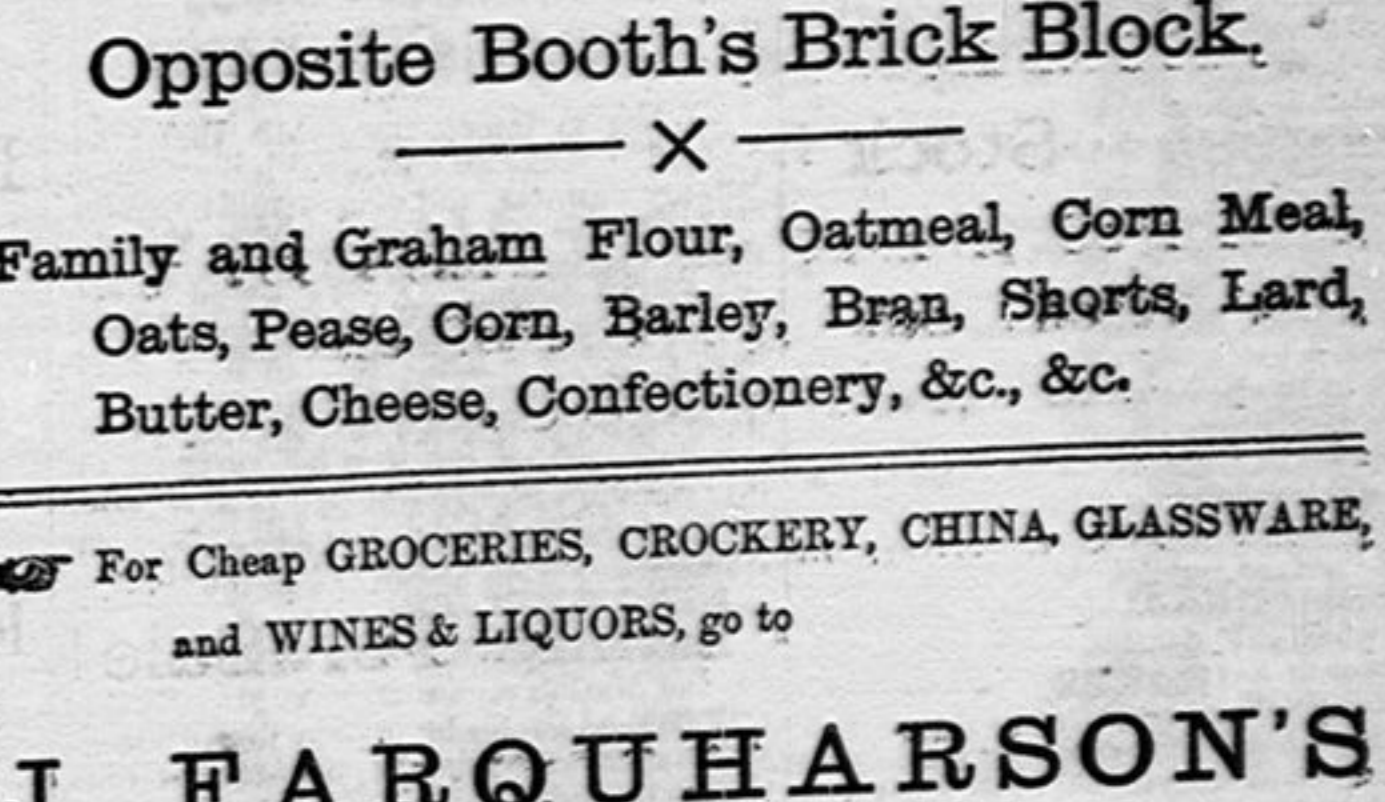 Opposite Booth's Brick Block.
Family and Graham Flour, Oatmeal, Corn Meal,
Oats, Pease, Corn, Barley, Bran, Shorts, Lard,
Butter, Cheese, Confectionery, &c., &c.
For Cheap GROCERIES, CROCKERY, CHINA, GLASSWARE,
and WINES & LIQUORS, go to
FARQUHARSON'S